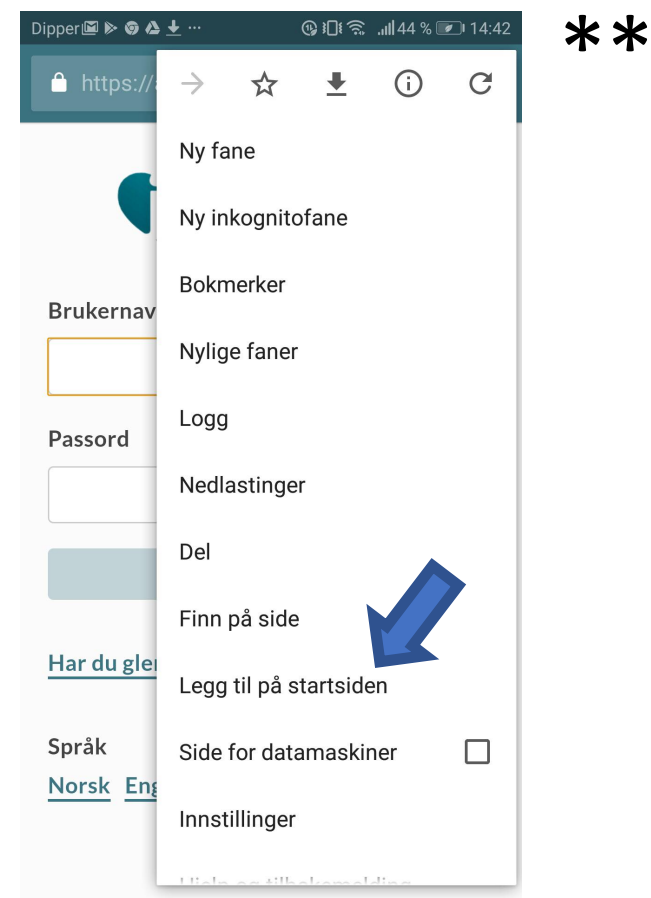 **
Dipper ... 44 % 14:42
https://
Ny fane
Ny inkognitofane
Bokmerker
Brukernav
Nylige faner
Logg
Passord
Nedlastinger
Del
Finn på side
Har du gle
Legg til på startsiden
Språk
Side for datamaskiner
Norsk Eng
Innstillinger